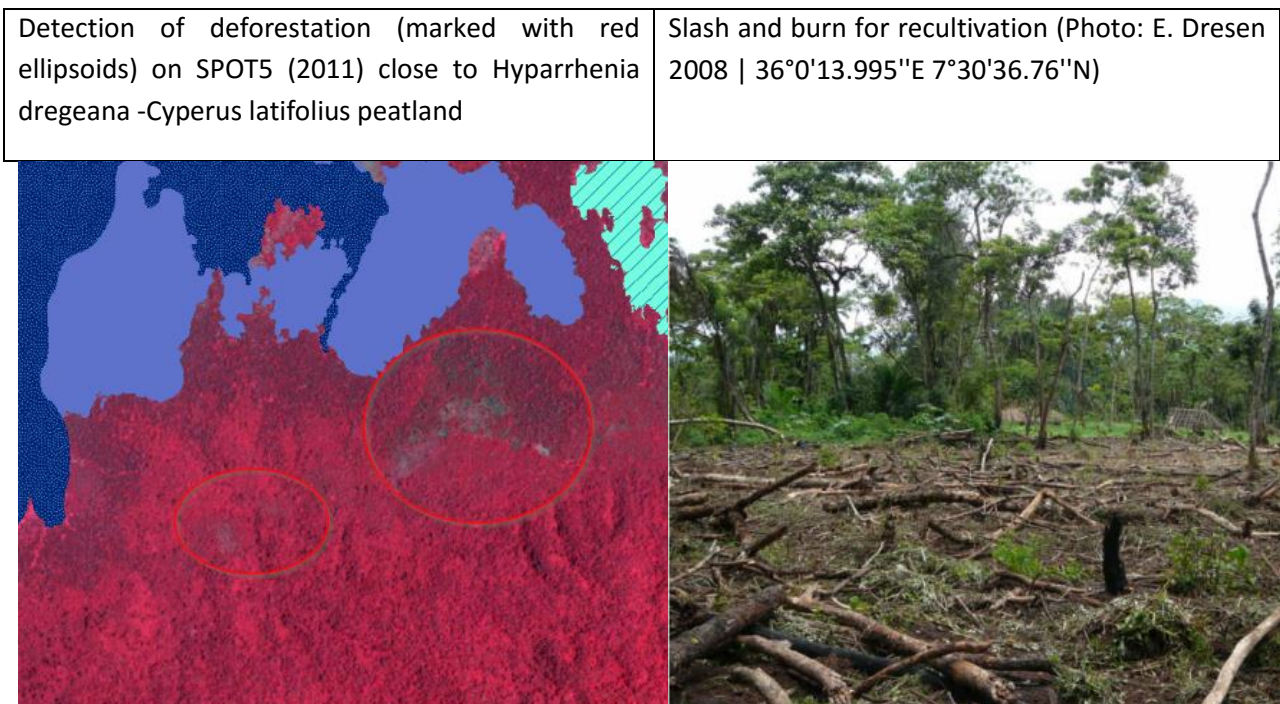 Detection of deforestation (marked with red
ellipsoids) on SPOT5 (2011) close to Hyparrhenia
dregeana -Cyperus latifolius peatland
Slash and burn for recultivation (Photo: E. Dresen
2008 | 36°0'13.995''E 7°30'36.76''N)